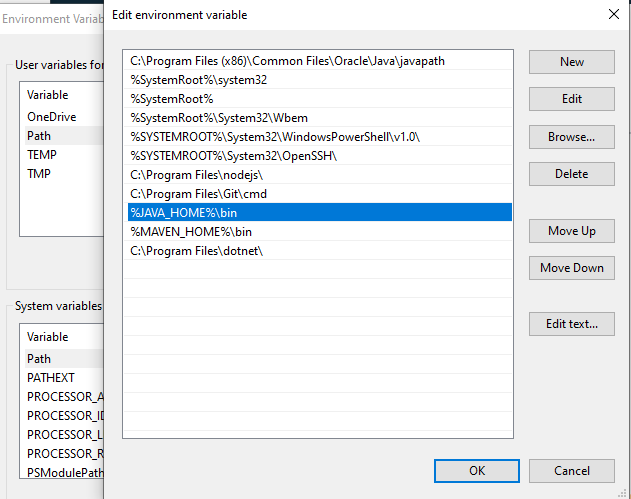 Environment Variab
Edit environment variable
User variables for
Variable
OneDrive
Path
TEMP
TMP
System variables
Variable
Path
PATHEXT
PROCESSOR_A
PROCESSOR_ID
PROCESSOR_L
PROCESSOR_R
PSModulePath
C:\Program Files (x86)\Common Files\Oracle\Java\javapath
%SystemRoot%\system32
%SystemRoot%
%SystemRoot%\System32\Wbem
%SYSTEMROOT%\System32\WindowsPowerShell\v1.0\
%SYSTEMROOT%\System32\OpenSSH\
C:\Program Files\nodejs\
C:\Program Files\Git\cmd
%JAVA_HOME%\bin
%MAVEN_HOME%\bin
C:\Program Files\dotnet\
New
Edit
Browse...
Delete
Move Up
Move Down
Edit text...
OK
Cancel